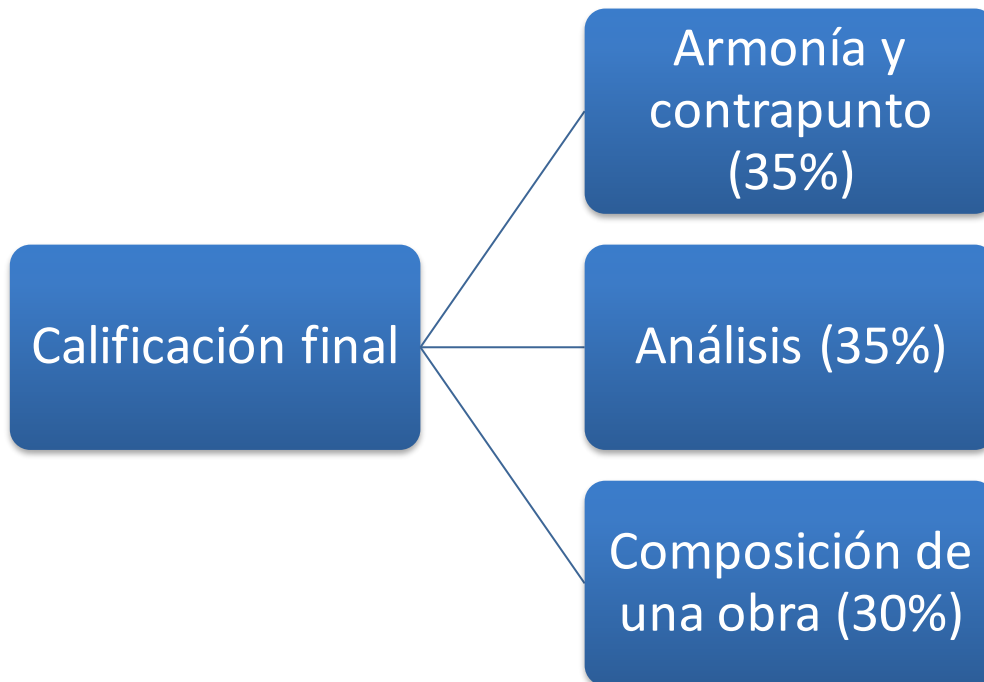 Calificación final
Armonía y
contrapunto
(35%)
Análisis (35%)
Composición de
una obra (30%)